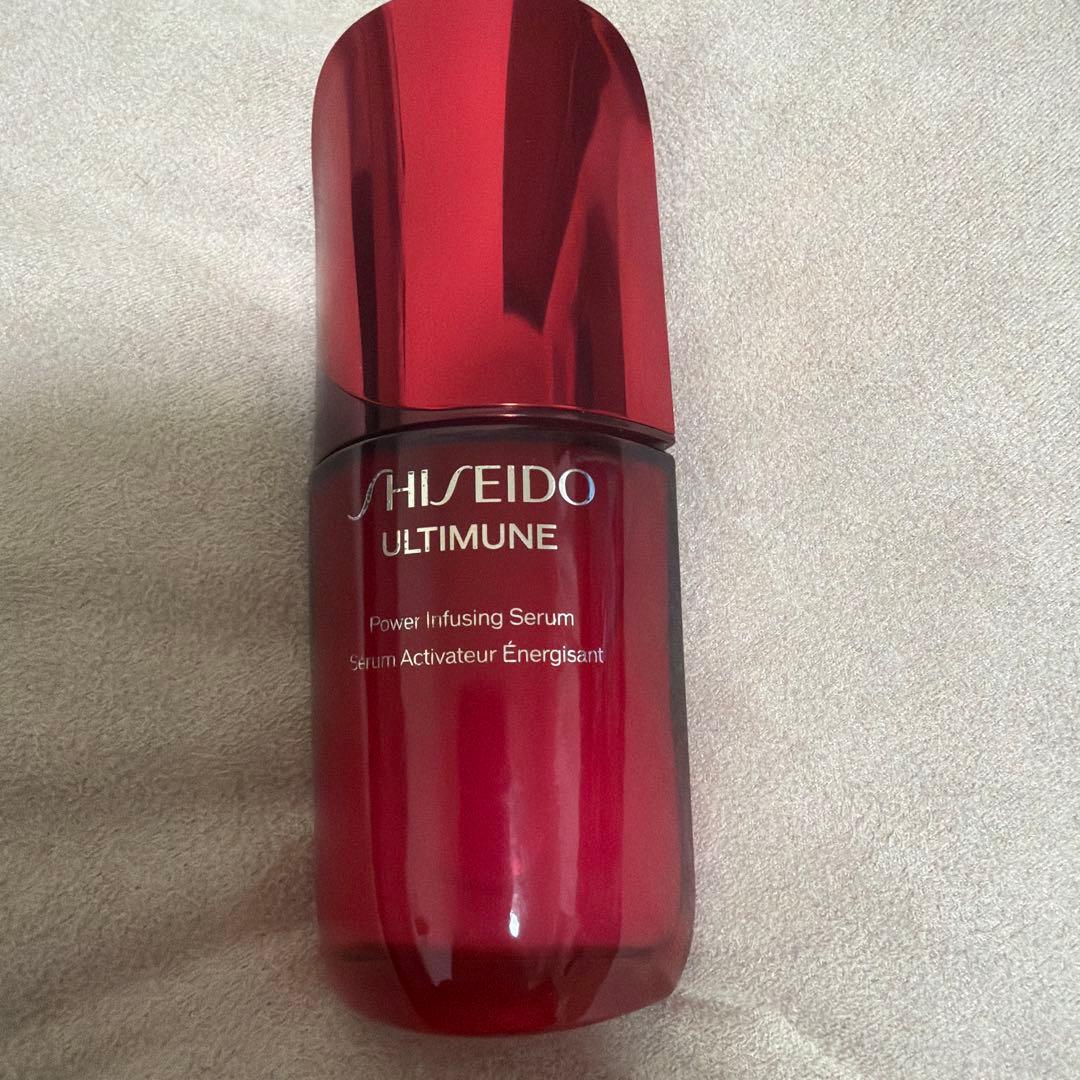 SHISEIDO
ULTIMUNE
Power Infusing Serum
Sérum Activateur Énergisant